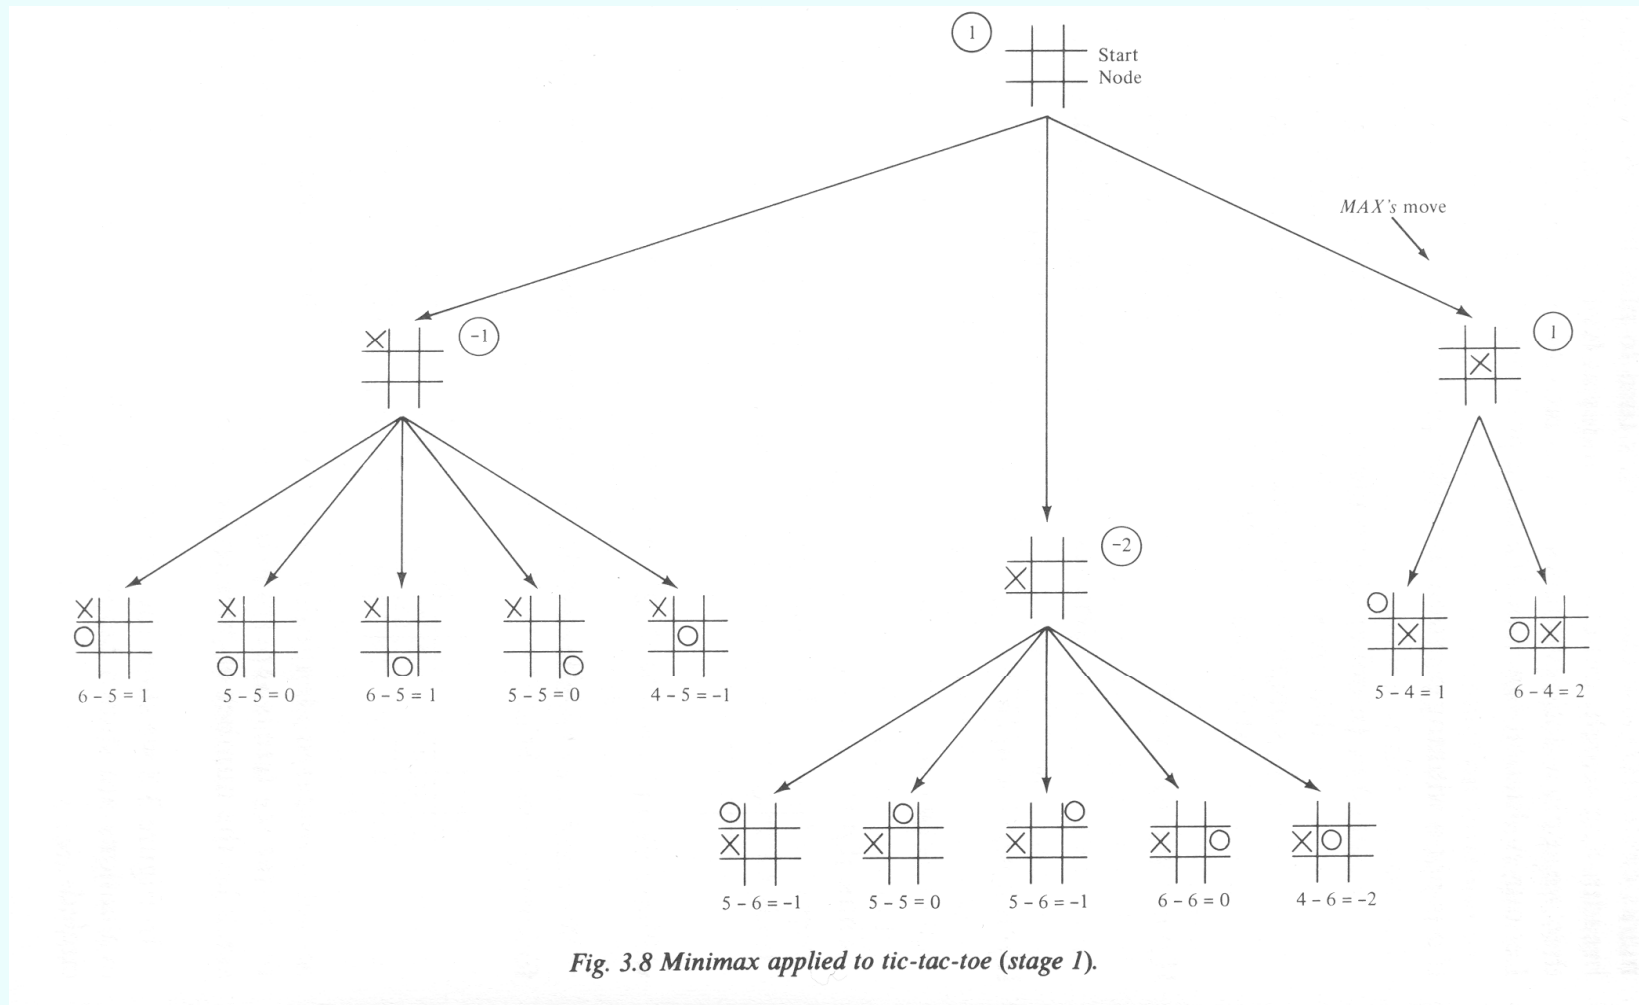 1
Start
Node
MAX's move
X
-1
X
1
-2
X
X
O
X
O
X
O
X
O
X
O
O
X
O X
6 - 5 = 1
5 - 5 = 0
6 - 5 = 1
5 - 5 = 0
4 - 5 = -1
5 - 4 = 1
6 - 4 = 2
O
X
O
X
O
X
X O
X O
5 - 6 = -1
5 - 5 = 0
5 - 6 = -1
6 - 6 = 0
4 - 6 = -2
Fig. 3.8 Minimax applied to tic-tac-toe (stage 1).